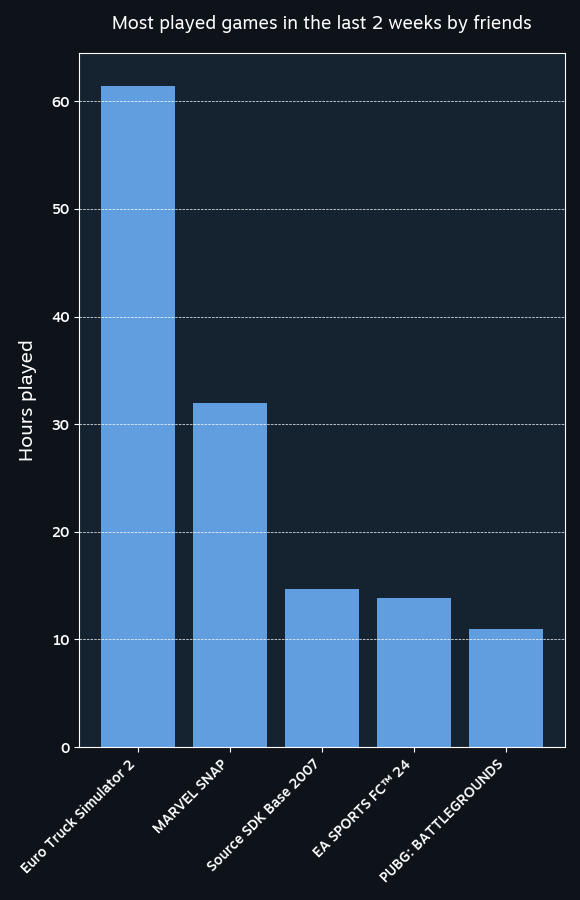 Most played games in the last 2 weeks by friends
Hours played
60
50
40
30
20
10
0
Euro Truck Simulator 2
MARVEL SNAP
Source SDK Base 2007
EA SPORTS FC™ 24
PUBG: BATTLEGROUNDS